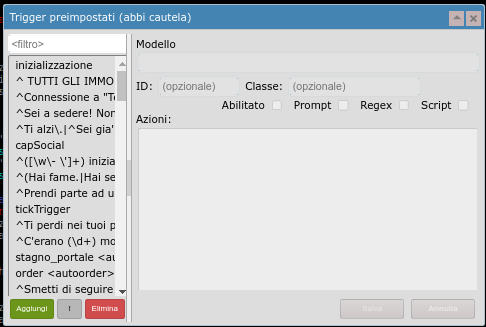 Trigger preimpostati (abbi cautela)
<filtro>
inizializzazione
^ TUTTI GLI IMMO
^Connessione a "Te
^Sei a sedere! Non
^Ti alzi\.|^Sei gia'
capSocial
^([\w\- \']+) inizia
^(Hai fame.|Hai se
^Prendi parte ad u
tickTrigger
^Ti perdi nei tuoi p
^C'erano (\d+) mo
stagno_portale <au
order <autoorder>
^Smetti di seguire
Aggiungi
!
Elimina
Modello
ID: (opzionale) Classe: (opzionale)
Abilitato Prompt Regex Script
Azioni:
Salva Annulla